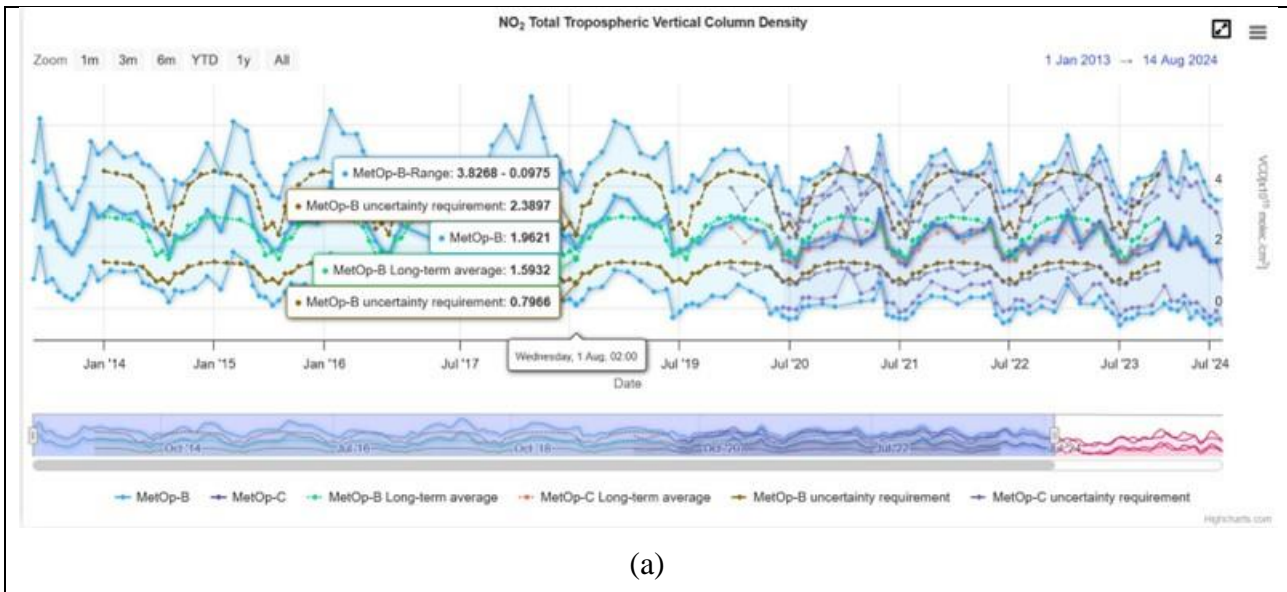 NO₂ Total Tropospheric Vertical Column Density
Zoom 1m 3m 6m YTD 1y All
1 Jan 2013 → 14 Aug 2024
MetOp-B-Range: 3.8268 - 0.0975
MetOp-B uncertainty requirement: 2.3897
MetOp-B: 1.9621
MetOp-B Long-term average: 1.5932
MetOp-B uncertainty requirement: 0.7966
4
2
0
VCD[x10¹⁵ molec. cm²]
Wednesday, 1 Aug, 02:00
Jan '14 Jan '15 Jan '16 Jul '17 Jul '19 Jul '20 Jul '21 Jul '22 Jul '23 Jul '24
Date
Oct '14 Jul '16 Oct '18 Oct '20 Jul '22
MetOp-B MetOp-C MetOp-B Long-term average MetOp-C Long-term average MetOp-B uncertainty requirement MetOp-C uncertainty requirement
Highcharts.com
(a)